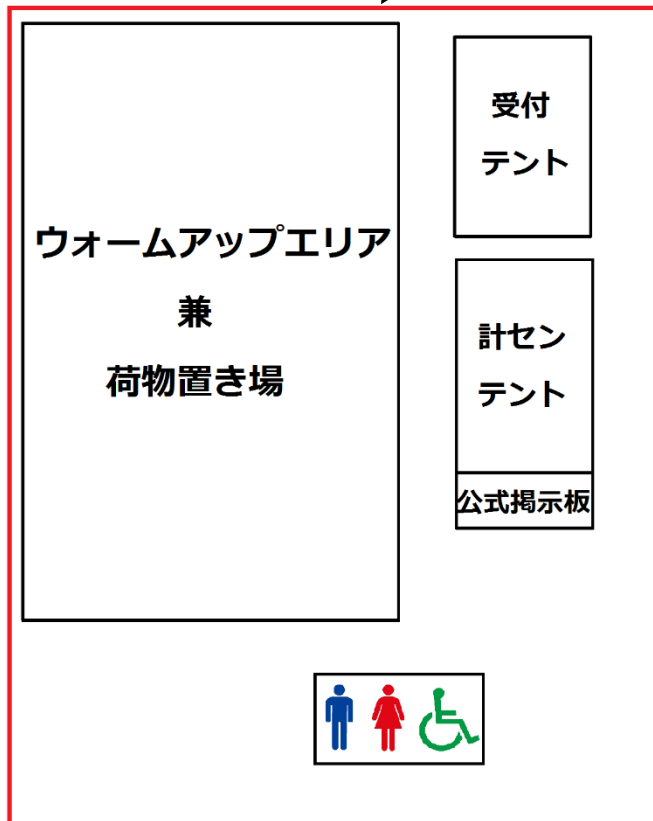 ウォームアップエリア
兼
荷物置き場
受付
テント
計セン
テント
公式掲示板